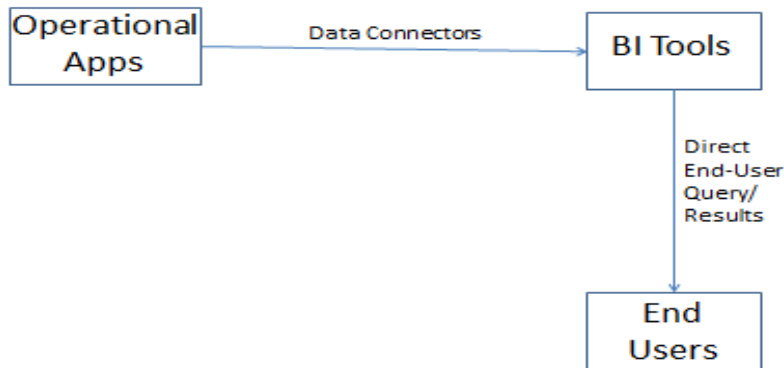 Operational
Apps
Data Connectors
BI Tools
Direct
End-User
Query/
Results
End
Users